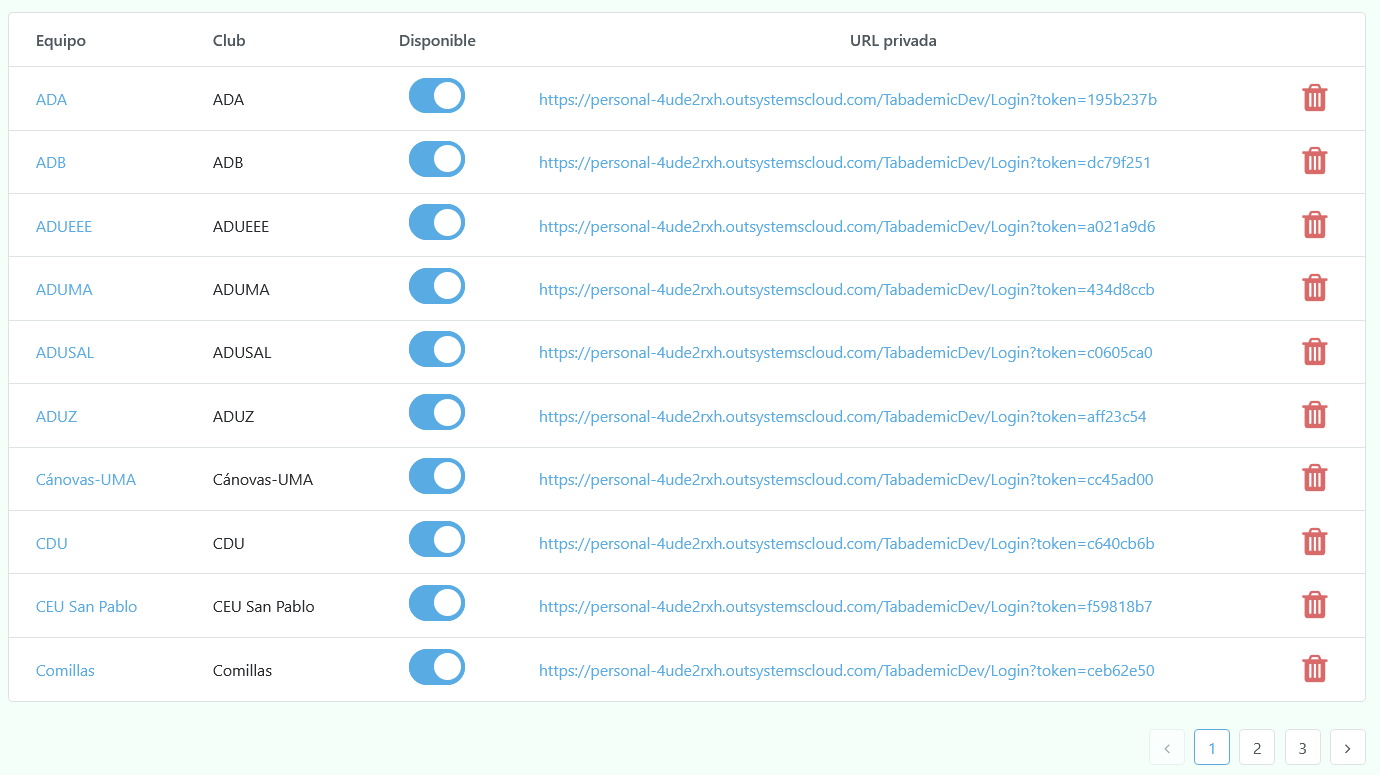 Equipo Club Disponible URL privada
ADA ADA https://personal-4ude2rxh.outsystemscloud.com/TabademicDev/Login?token=195b237b
ADB ADB https://personal-4ude2rxh.outsystemscloud.com/TabademicDev/Login?token=dc79f251
ADUEEE ADUEEE https://personal-4ude2rxh.outsystemscloud.com/TabademicDev/Login?token=a021a9d6
ADUMA ADUMA https://personal-4ude2rxh.outsystemscloud.com/TabademicDev/Login?token=434d8ccb
ADUSAL ADUSAL https://personal-4ude2rxh.outsystemscloud.com/TabademicDev/Login?token=c0605ca0
ADUZ ADUZ https://personal-4ude2rxh.outsystemscloud.com/TabademicDev/Login?token=aff23c54
Cánovas-UMA Cánovas-UMA https://personal-4ude2rxh.outsystemscloud.com/TabademicDev/Login?token=cc45ad00
CDU CDU https://personal-4ude2rxh.outsystemscloud.com/TabademicDev/Login?token=c640cb6b
CEU San Pablo CEU San Pablo https://personal-4ude2rxh.outsystemscloud.com/TabademicDev/Login?token=f59818b7
Comillas Comillas https://personal-4ude2rxh.outsystemscloud.com/TabademicDev/Login?token=ceb62e50
1 2 3